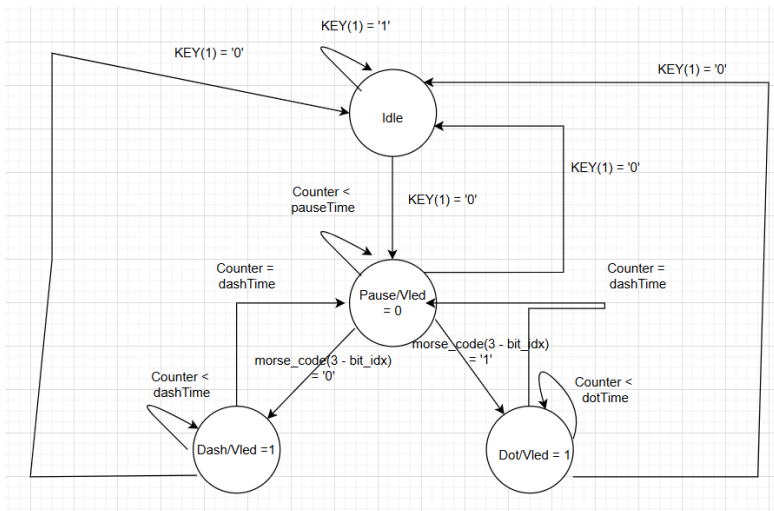 KEY(1) = '1'
KEY(1) = '0'
KEY(1) = '0'
Idle
KEY(1) = '0'
Counter <
pauseTime
KEY(1) = '0'
Counter =
dashTime
Counter =
dashTime
Pause/Vled
= 0
morse_code(3 - bit_idx)
= '0'
morse_code(3 - bit_idx)
= '1'
Counter <
dashTime
Counter <
dotTime
Dash/Vled =1
Dot/Vled = 1